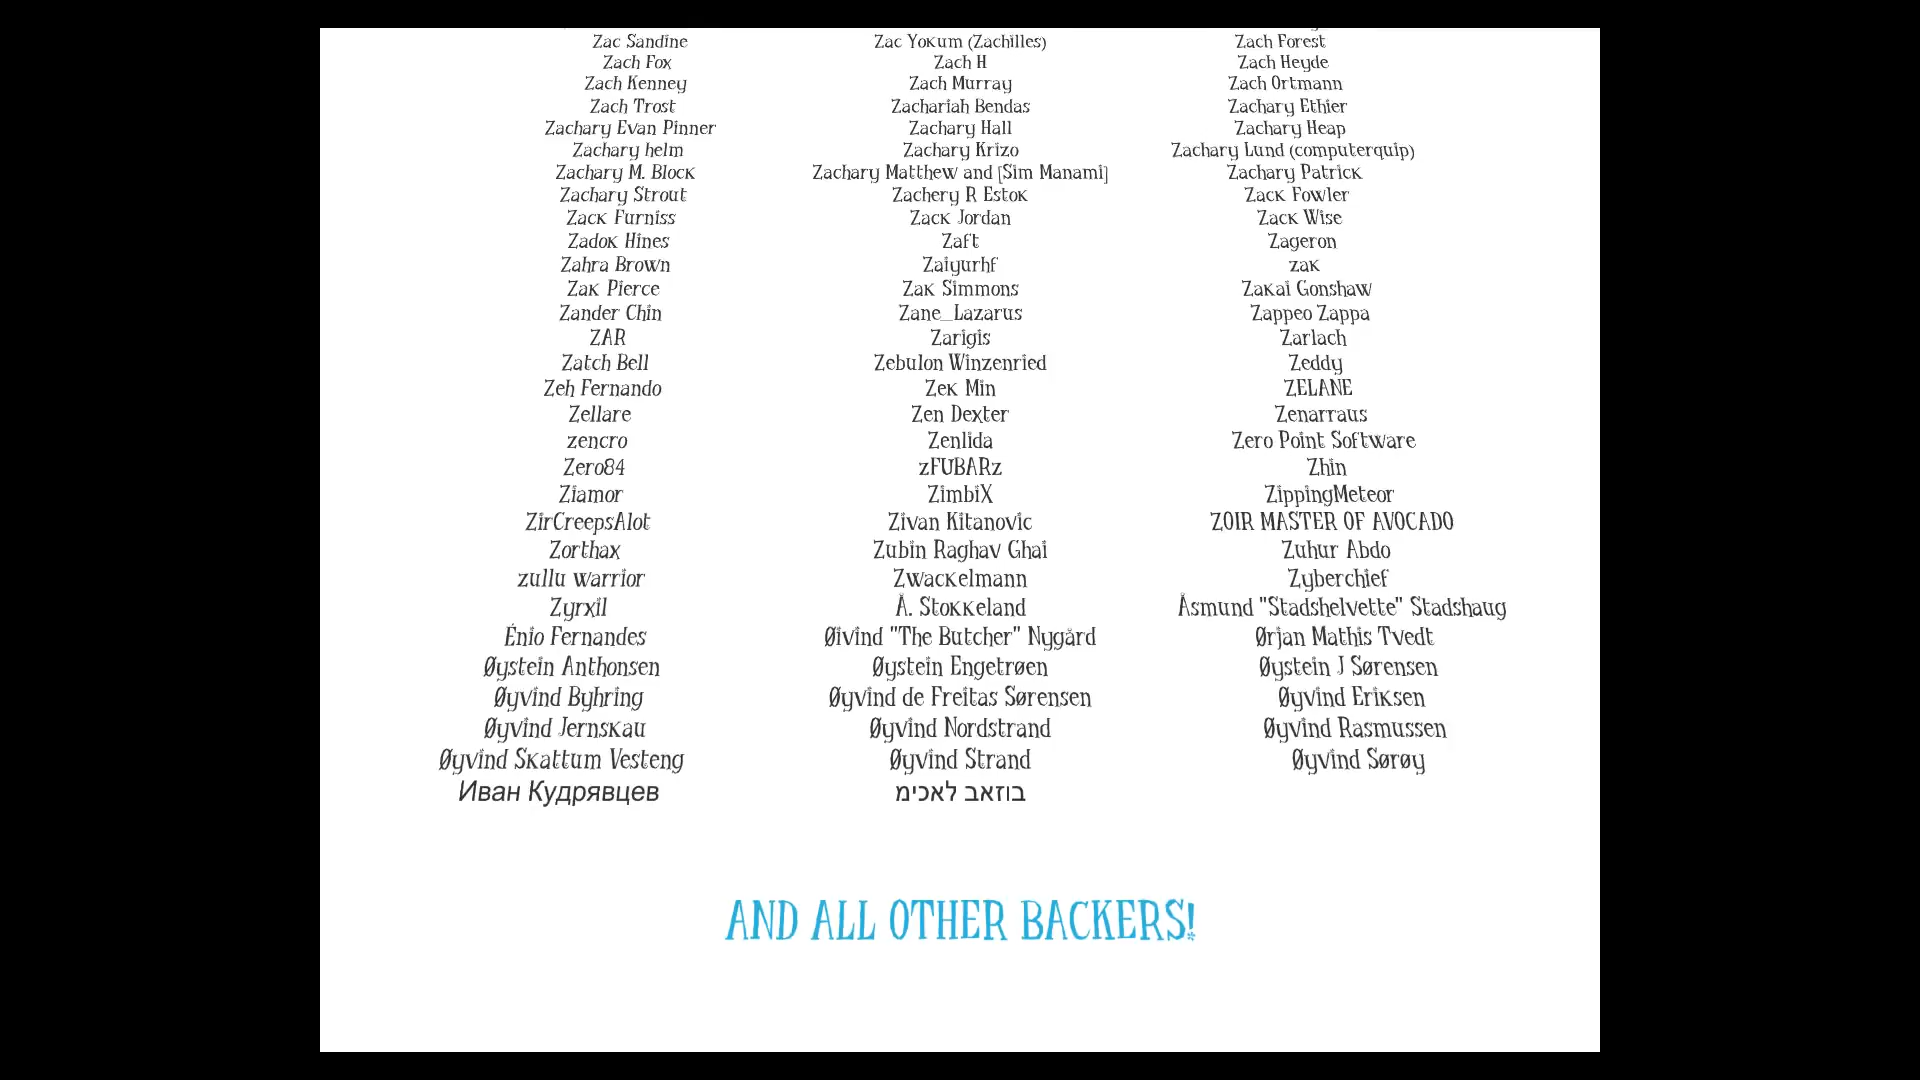 Zac Sandine Zac Yokum (Zachilles) Zach Forest
Zach Fox Zach H Zach Heyde
Zach Kenney Zach Murray Zach Ortmann
Zach Trost Zachariah Bendas Zachary Ethier
Zachary Evan Pinner Zachary Hall Zachary Heap
Zachary helm Zachary Krizo Zachary Lund (computerquip)
Zachary M. Block Zachary Matthew and [Sim Manami] Zachary Patrick
Zachary Strout Zachery R Estok Zack Fowler
Zack Furniss Zack Jordan Zack Wise
Zadok Hines Zaft Zageron
Zahra Brown Zaiyurhf zak
Zak Pierce Zak Simmons Zakai Gonshaw
Zander Chin Zane_Lazarus Zappeo Zappa
ZAR Zarigis Zarlach
Zatch Bell Zebulon Winzenried Zeddy
Zeh Fernando Zek Min ZELANE
Zellare Zen Dexter Zenarraus
zencro Zenlida Zero Point Software
Zero84 zFUBARz Zhin
Ziamor ZimbiX ZippingMeteor
ZirCreepsAlot Zivan Kitanovic ZOIR MASTER OF AVOCADO
Zorthax Zubin Raghav Ghai Zuhur Abdo
zullu warrior Zwackelmann Zyberchief
Zyrxil Å. Stokkeland Åsmund "Stadshelvette" Stadshaug
Énio Fernandes Øivind "The Butcher" Nygård Ørjan Mathis Tvedt
Øystein Anthonsen Øystein Engetrøen Øystein J Sørensen
Øyvind Byhring Øyvind de Freitas Sørensen Øyvind Eriksen
Øyvind Jernskau Øyvind Nordstrand Øyvind Rasmussen
Øyvind Skattum Vesteng Øyvind Strand Øyvind Sørøy
Иван Кудрявцев בוזאב לאכימ
AND ALL OTHER BACKERS!